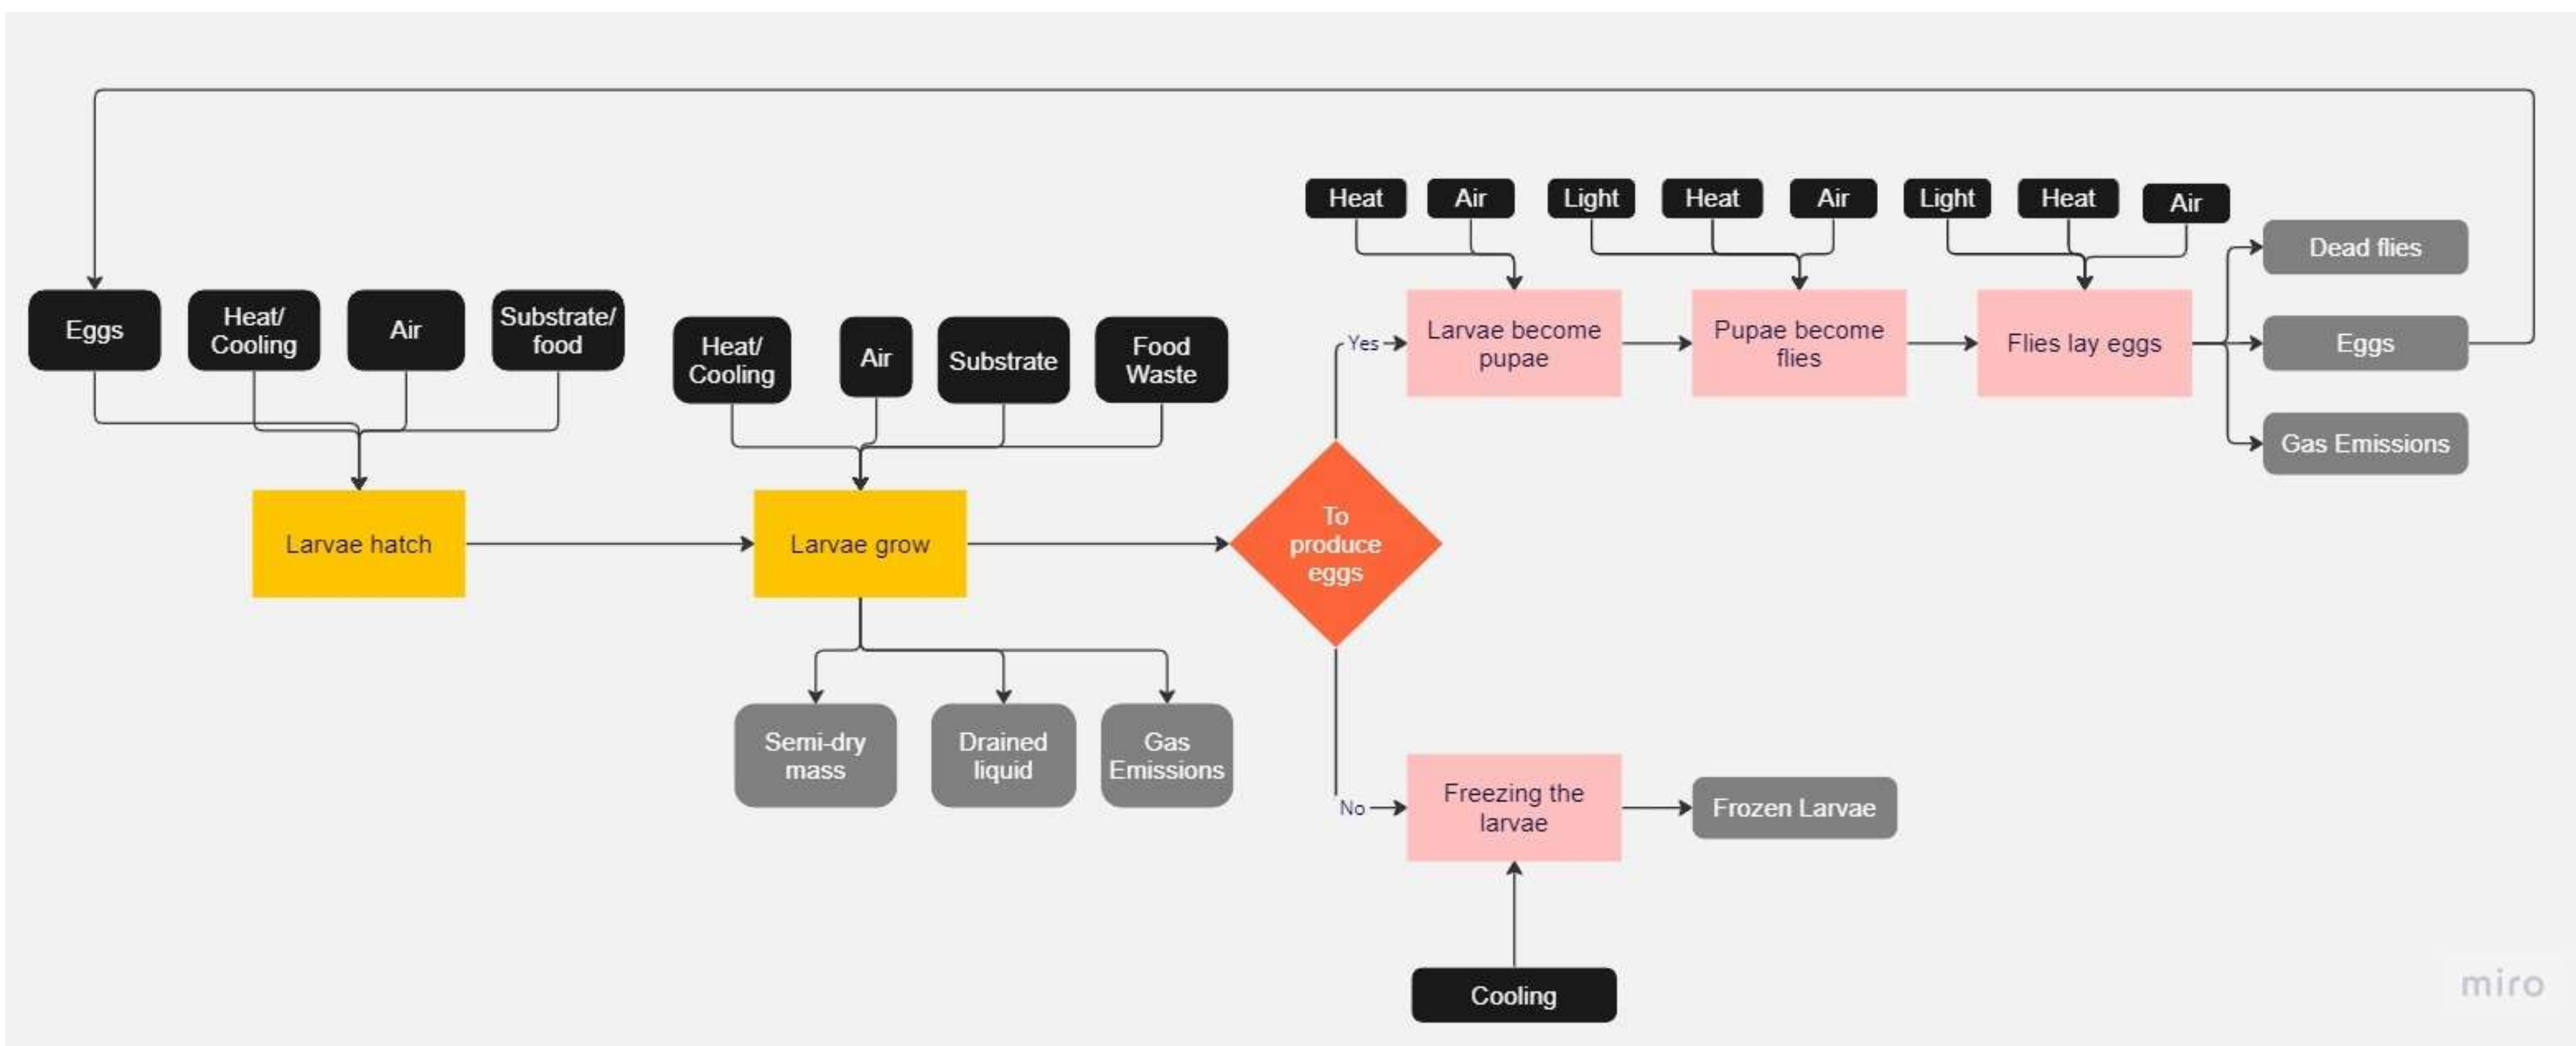 Heat
Air
Light
Heat
Air
Light
Heat
Air
Dead flies
Eggs
Heat/
Cooling
Air
Substrate/
food
Heat/
Cooling
Air
Substrate
Food
Waste
Yes
Larvae become
pupae
Pupae become
flies
Flies lay eggs
Eggs
Gas Emissions
Larvae hatch
Larvae grow
To
produce
eggs
Semi-dry
mass
Drained
liquid
Gas
Emissions
No
Freezing the
larvae
Frozen Larvae
Cooling
miro